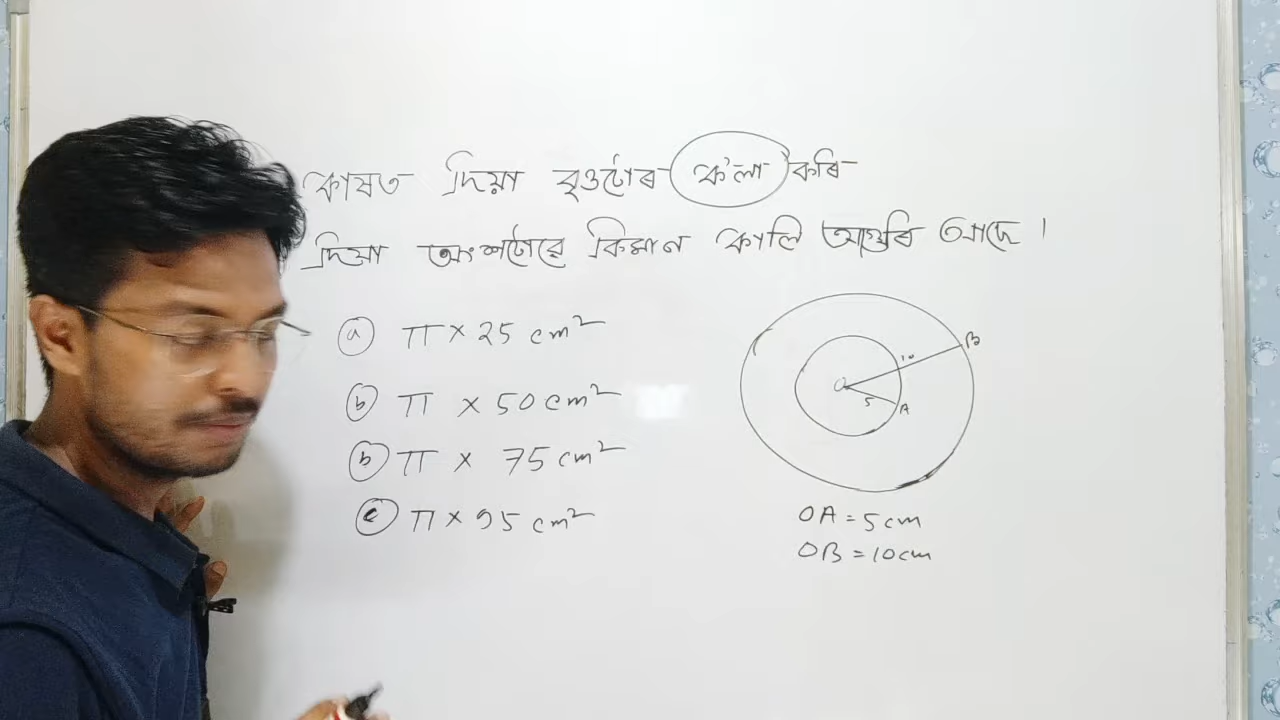 কাষত দিয়া বৃত্তটোৰ ক'লা কৰি
দিয়া অংশটোৱে কিমান কালি আগুৰি আছে।
a π × 25 cm²
b π × 50 cm²
b π × 75 cm²
c π × 95 cm²
O
10
B
5
A
OA = 5 cm
OB = 10 cm